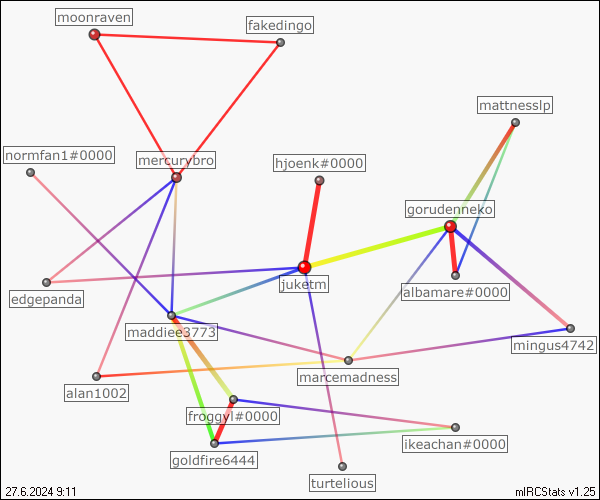 moonraven
fakedingo
mattnesslp
normfan1#0000
mercurybro
hjoenk#0000
gorudenneko
edgepanda
juketm
albamare#0000
maddiee3773
mingus4742
alan1002
marcemadness
froggyl#0000
ikeachan#0000
goldfire6444
turtelious
27.6.2024 9:11
mIRCStats v1.25